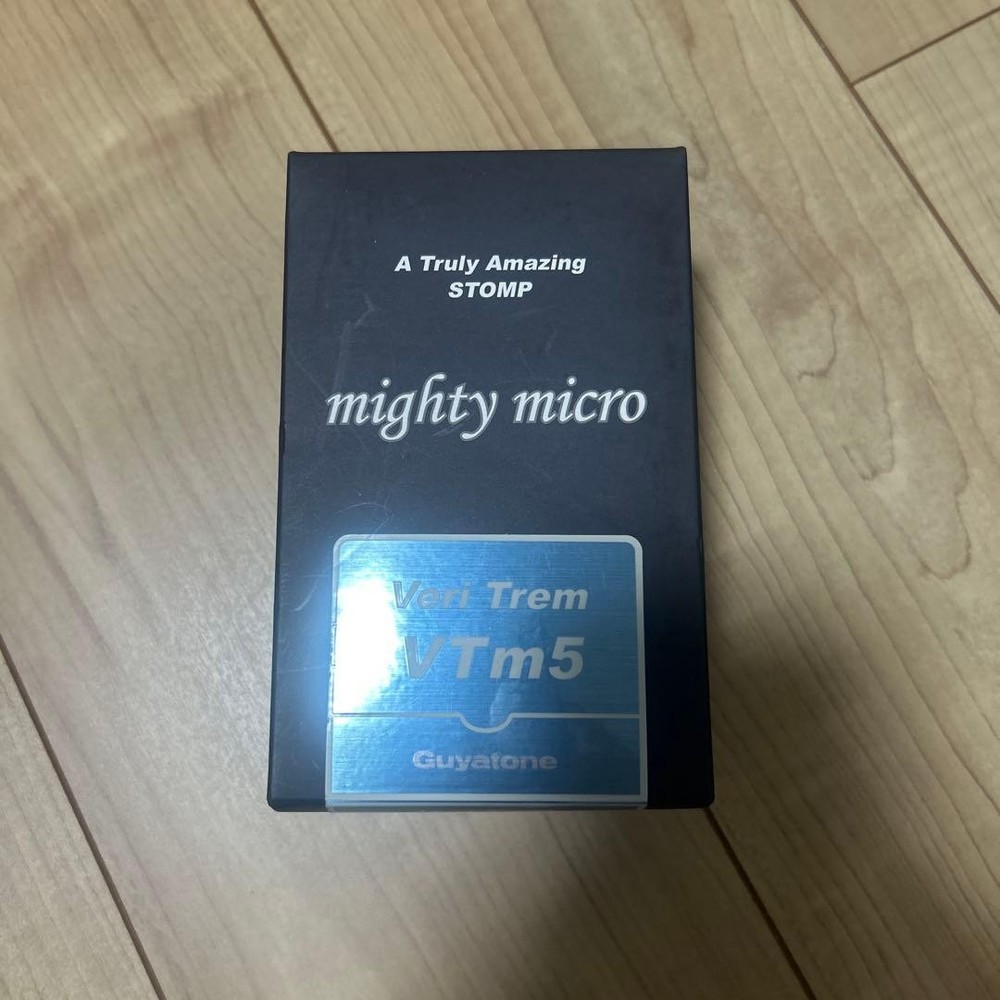 A Truly Amazing
STOMP
mighty micro
Veri Trem
VTm5
Guyatone